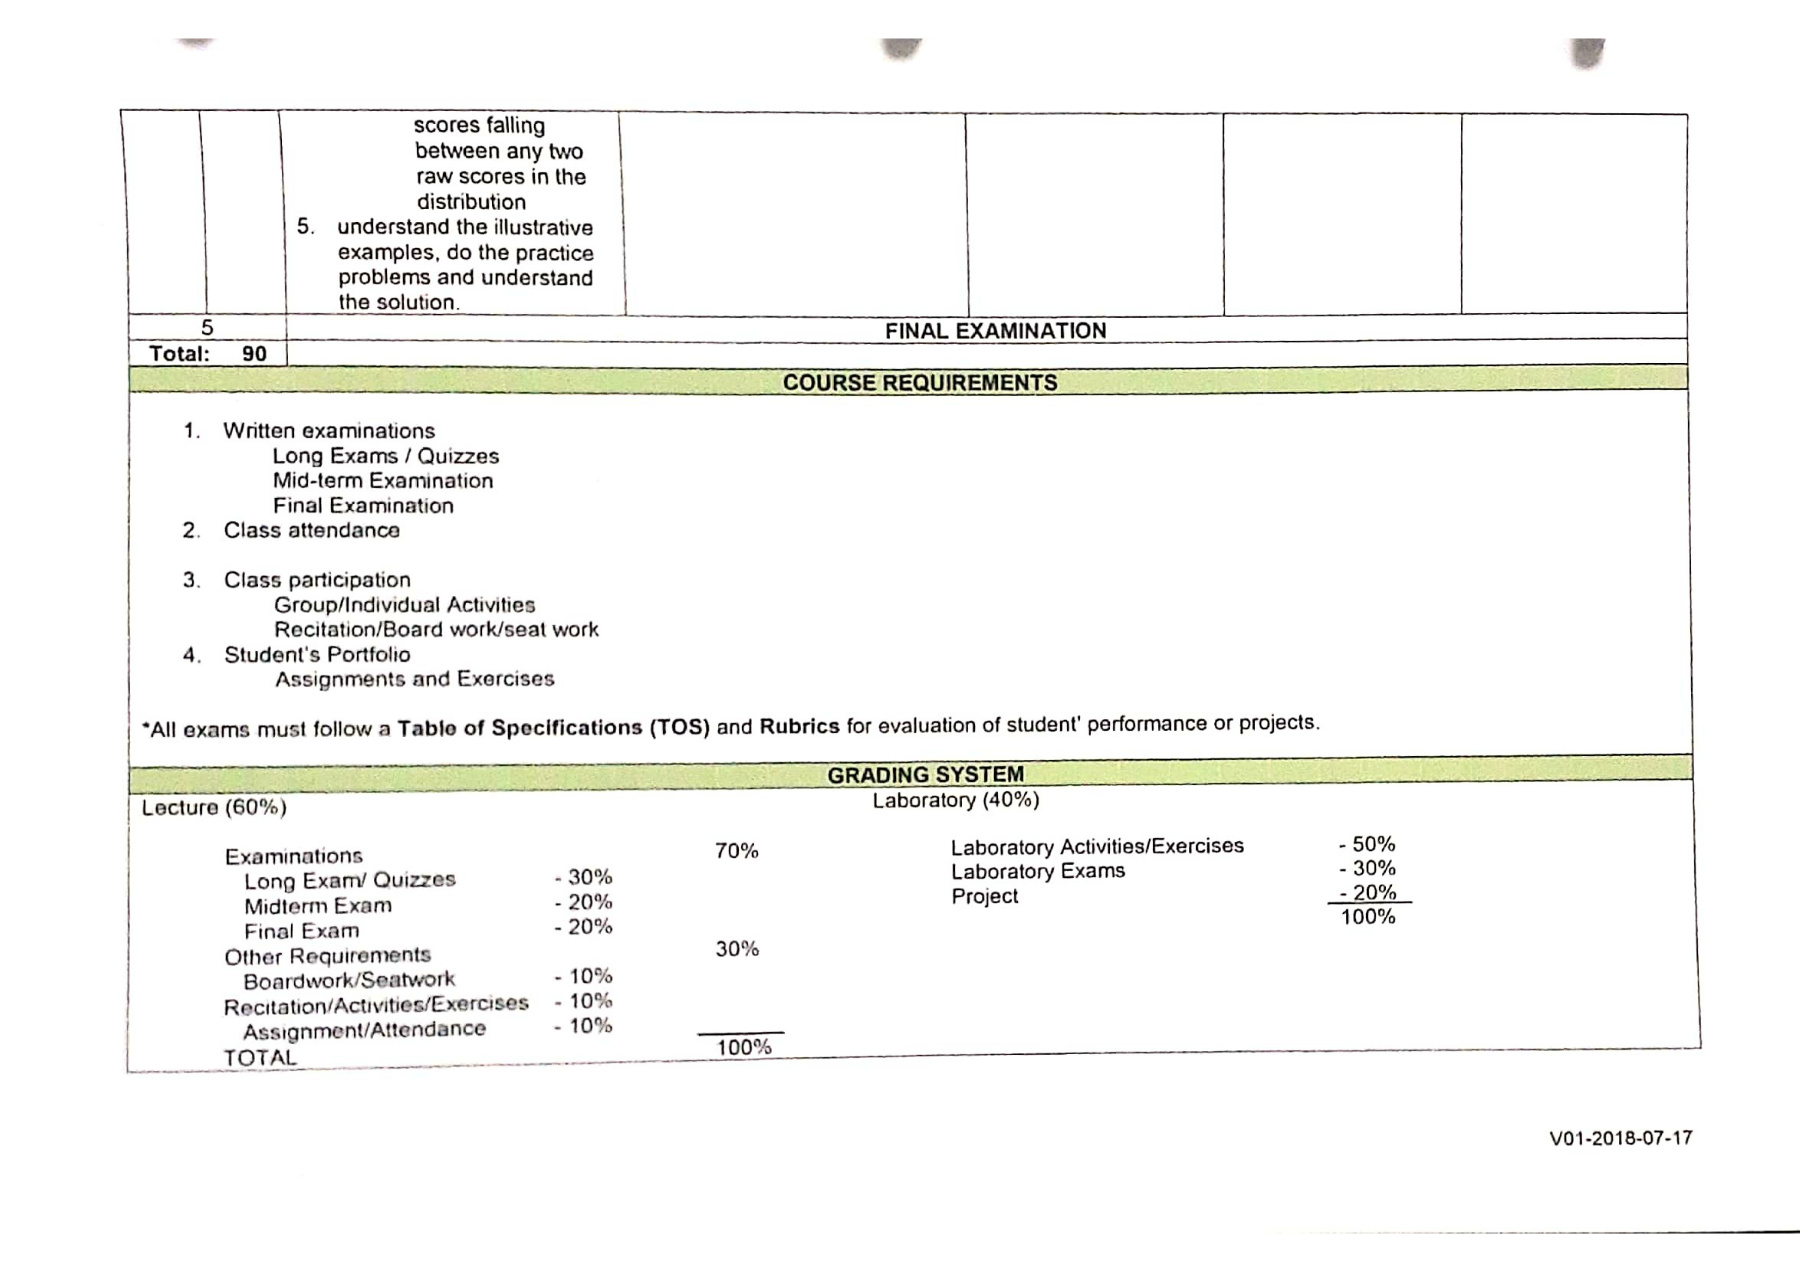 scores falling
between any two
raw scores in the
distribution
5. understand the illustrative
examples, do the practice
problems and understand
the solution.
5 FINAL EXAMINATION
Total: 90
COURSE REQUIREMENTS
1. Written examinations
Long Exams / Quizzes
Mid-term Examination
Final Examination
2. Class attendance
3. Class participation
Group/Individual Activities
Recitation/Board work/seat work
4. Student's Portfolio
Assignments and Exercises
*All exams must follow a Table of Specifications (TOS) and Rubrics for evaluation of student' performance or projects.
GRADING SYSTEM
Lecture (60%)
Examinations 70%
Long Exam/ Quizzes - 30%
Midterm Exam - 20%
Final Exam - 20%
Other Requirements 30%
Boardwork/Seatwork - 10%
Recitation/Activities/Exercises - 10%
Assignment/Attendance - 10%
TOTAL 100%
Laboratory (40%)
Laboratory Activities/Exercises - 50%
Laboratory Exams - 30%
Project - 20%
100%
V01-2018-07-17